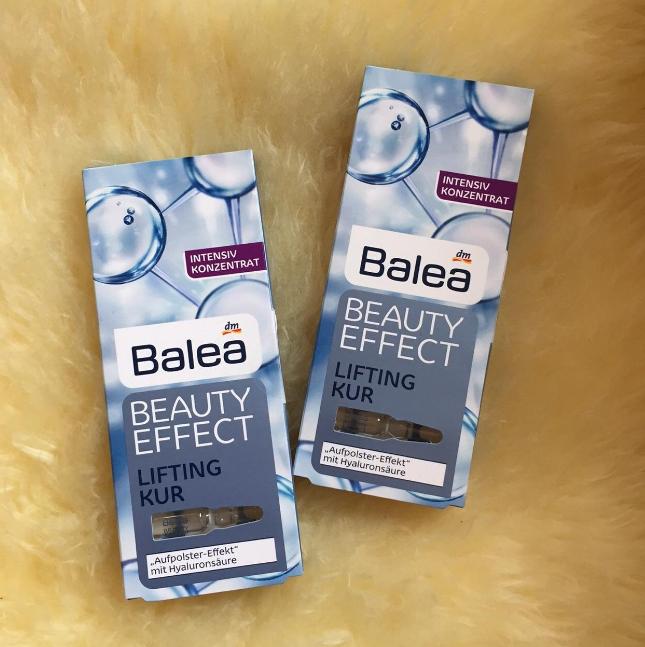 INTENSIV
KONZENTRAT
dm
Balea
BEAUTY
EFFECT
LIFTING
KUR
„Aufpolster-Effekt“
mit Hyaluronsäure
INTENSIV
KONZENTRAT
dm
Balea
BEAUTY
EFFECT
LIFTING
KUR
„Aufpolster-Effekt“
mit Hyaluronsäure